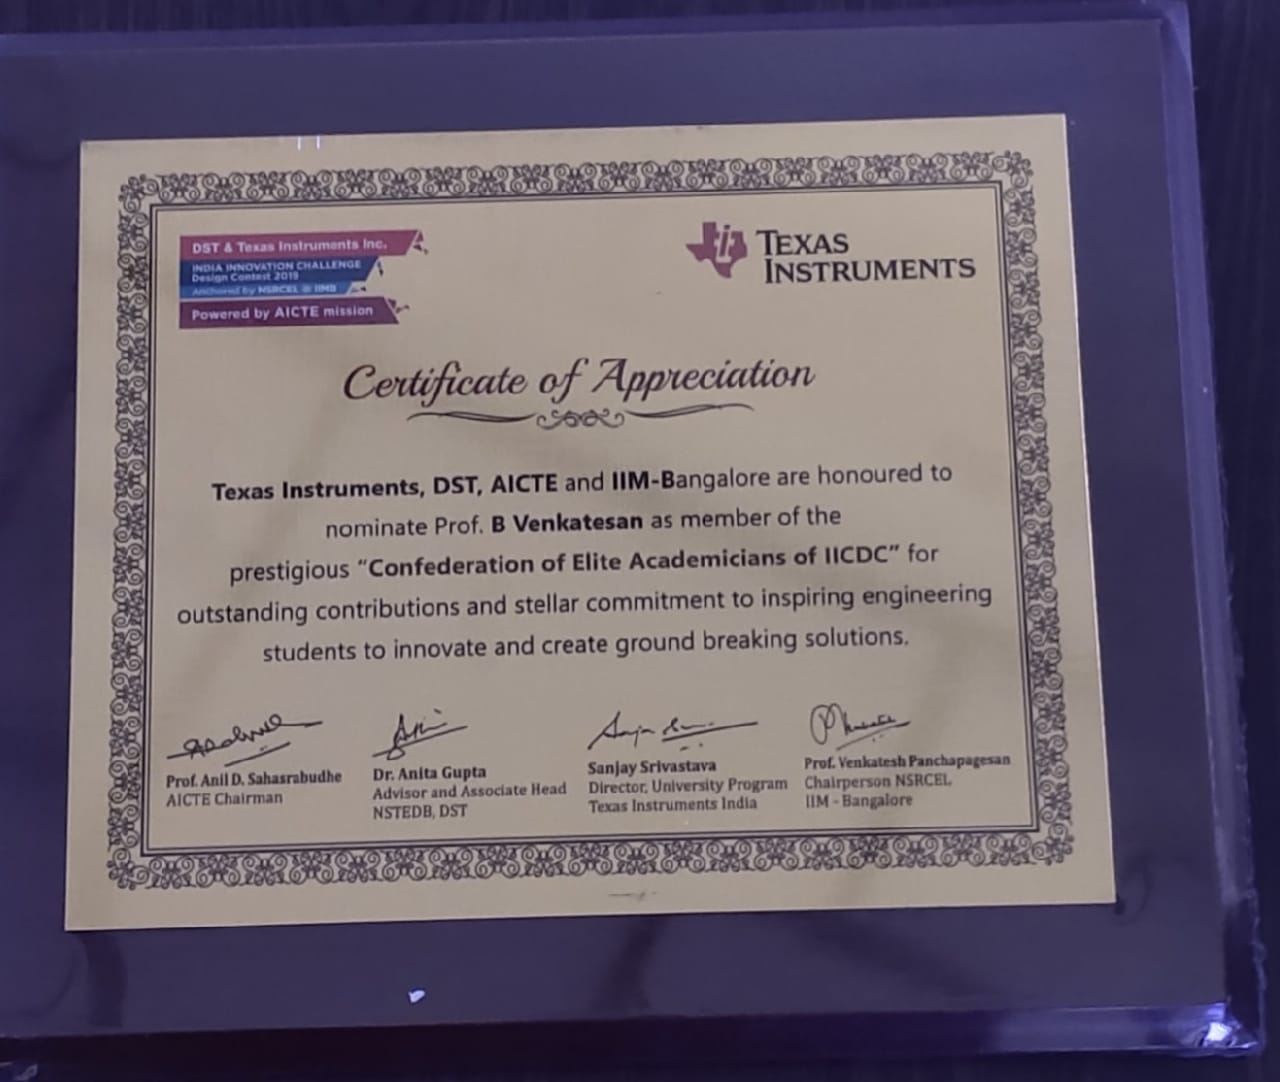 DST & Texas Instruments Inc.
INDIA INNOVATION CHALLENGE
Design Contest 2019
Anchored by NSRCEL @ IIMB
Powered by AICTE mission
TEXAS
INSTRUMENTS
Certificate of Appreciation
Texas Instruments, DST, AICTE and IIM-Bangalore are honoured to
nominate Prof. B Venkatesan as member of the
prestigious “Confederation of Elite Academicians of IICDC” for
outstanding contributions and stellar commitment to inspiring engineering
students to innovate and create ground breaking solutions.
Prof. Anil D. Sahasrabudhe
AICTE Chairman
Dr. Anita Gupta
Advisor and Associate Head
NSTEDB, DST
Sanjay Srivastava
Director, University Program
Texas Instruments India
Prof. Venkatesh Panchapagesan
Chairperson NSRCEL
IIM - Bangalore